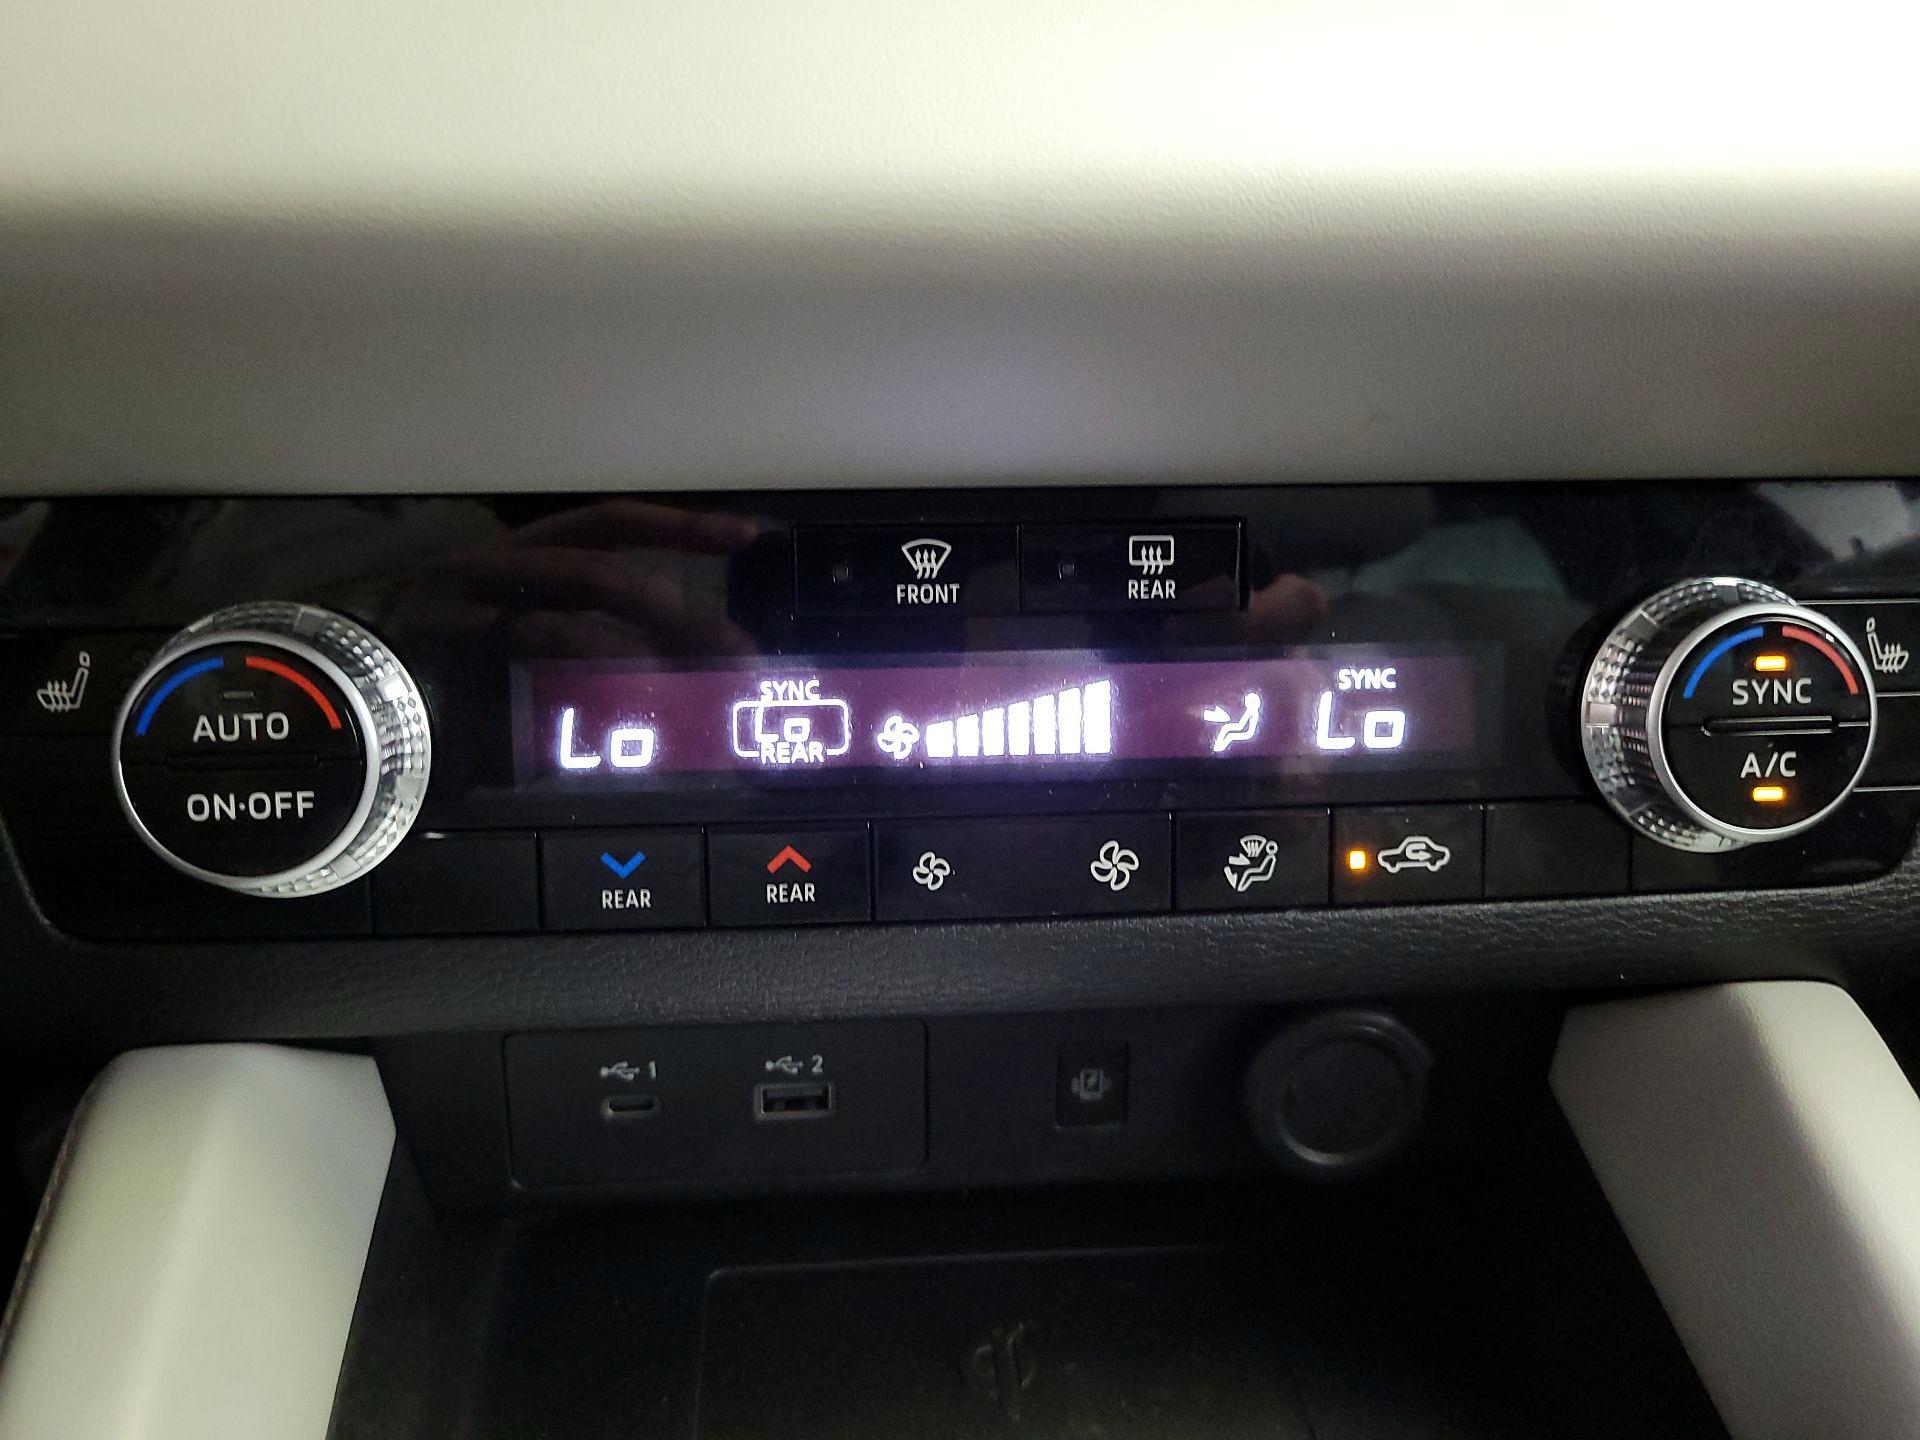 FRONT
REAR
AUTO
ON·OFF
Lo
SYNC
Lo
REAR
SYNC
Lo
SYNC
A/C
REAR
REAR
1
2